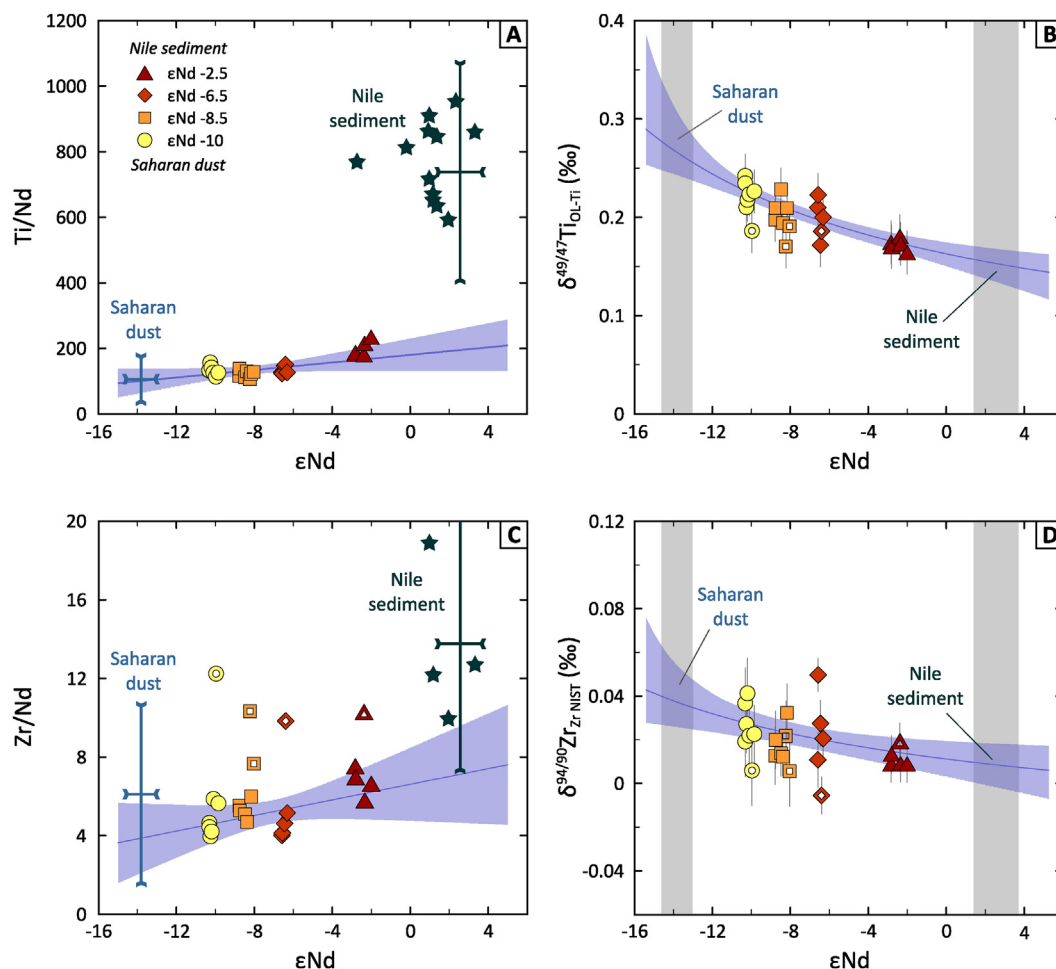 A
Ti/Nd
1200
1000
800
600
400
200
0
Nile sediment
εNd -2.5
εNd -6.5
εNd -8.5
εNd -10
Saharan dust
Nile
sediment
Saharan
dust
-16 -12 -8 -4 0 4
εNd
B
δ49/47Ti OL-Ti (‰)
0.4
0.3
0.2
0.1
0
Saharan
dust
Nile
sediment
-16 -12 -8 -4 0 4
εNd
C
Zr/Nd
20
16
12
8
4
0
Nile
sediment
Saharan
dust
-16 -12 -8 -4 0 4
εNd
D
δ94/90Zr Zr NIST (‰)
0.12
0.08
0.04
0
-0.04
Saharan
dust
Nile
sediment
-16 -12 -8 -4 0 4
εNd